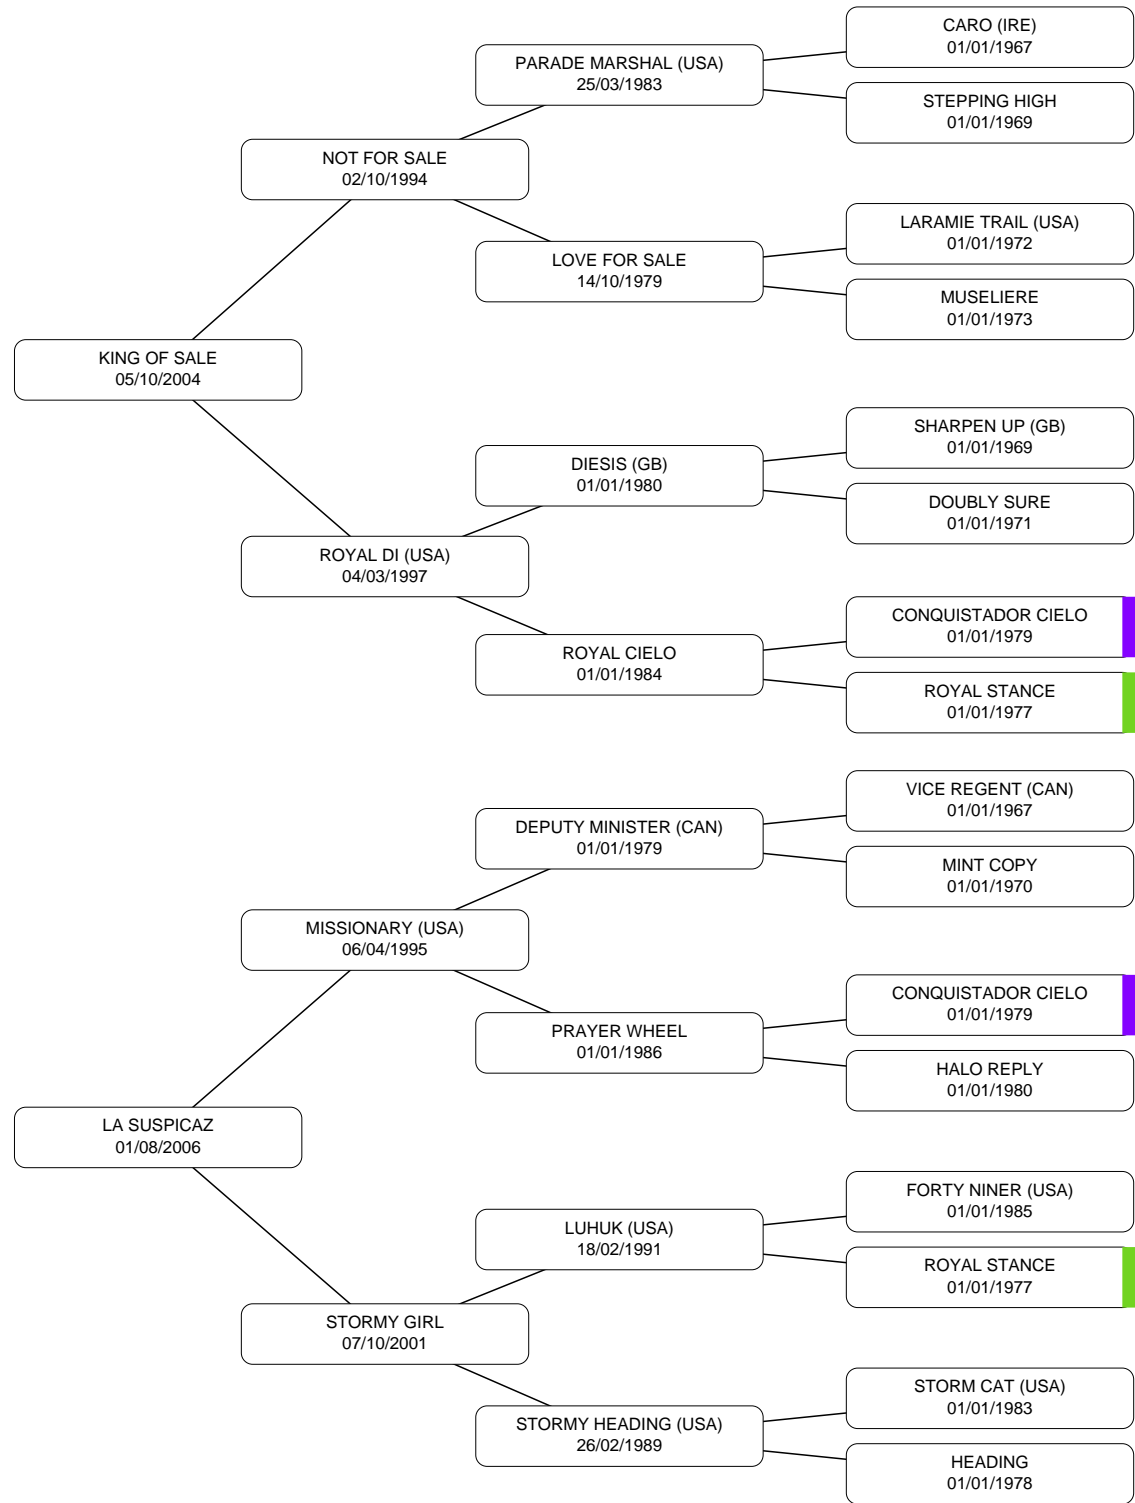 CARO (IRE)
01/01/1967
PARADE MARSHAL (USA)
25/03/1983
STEPPING HIGH
01/01/1969
NOT FOR SALE
02/10/1994
LARAMIE TRAIL (USA)
01/01/1972
LOVE FOR SALE
14/10/1979
MUSELIERE
01/01/1973
KING OF SALE
05/10/2004
SHARPEN UP (GB)
01/01/1969
DIESIS (GB)
01/01/1980
DOUBLY SURE
01/01/1971
ROYAL DI (USA)
04/03/1997
CONQUISTADOR CIELO
01/01/1979
ROYAL CIELO
01/01/1984
ROYAL STANCE
01/01/1977
VICE REGENT (CAN)
01/01/1967
DEPUTY MINISTER (CAN)
01/01/1979
MINT COPY
01/01/1970
MISSIONARY (USA)
06/04/1995
CONQUISTADOR CIELO
01/01/1979
PRAYER WHEEL
01/01/1986
HALO REPLY
01/01/1980
LA SUSPICAZ
01/08/2006
FORTY NINER (USA)
01/01/1985
LUHUK (USA)
18/02/1991
ROYAL STANCE
01/01/1977
STORMY GIRL
07/10/2001
STORM CAT (USA)
01/01/1983
STORMY HEADING (USA)
26/02/1989
HEADING
01/01/1978